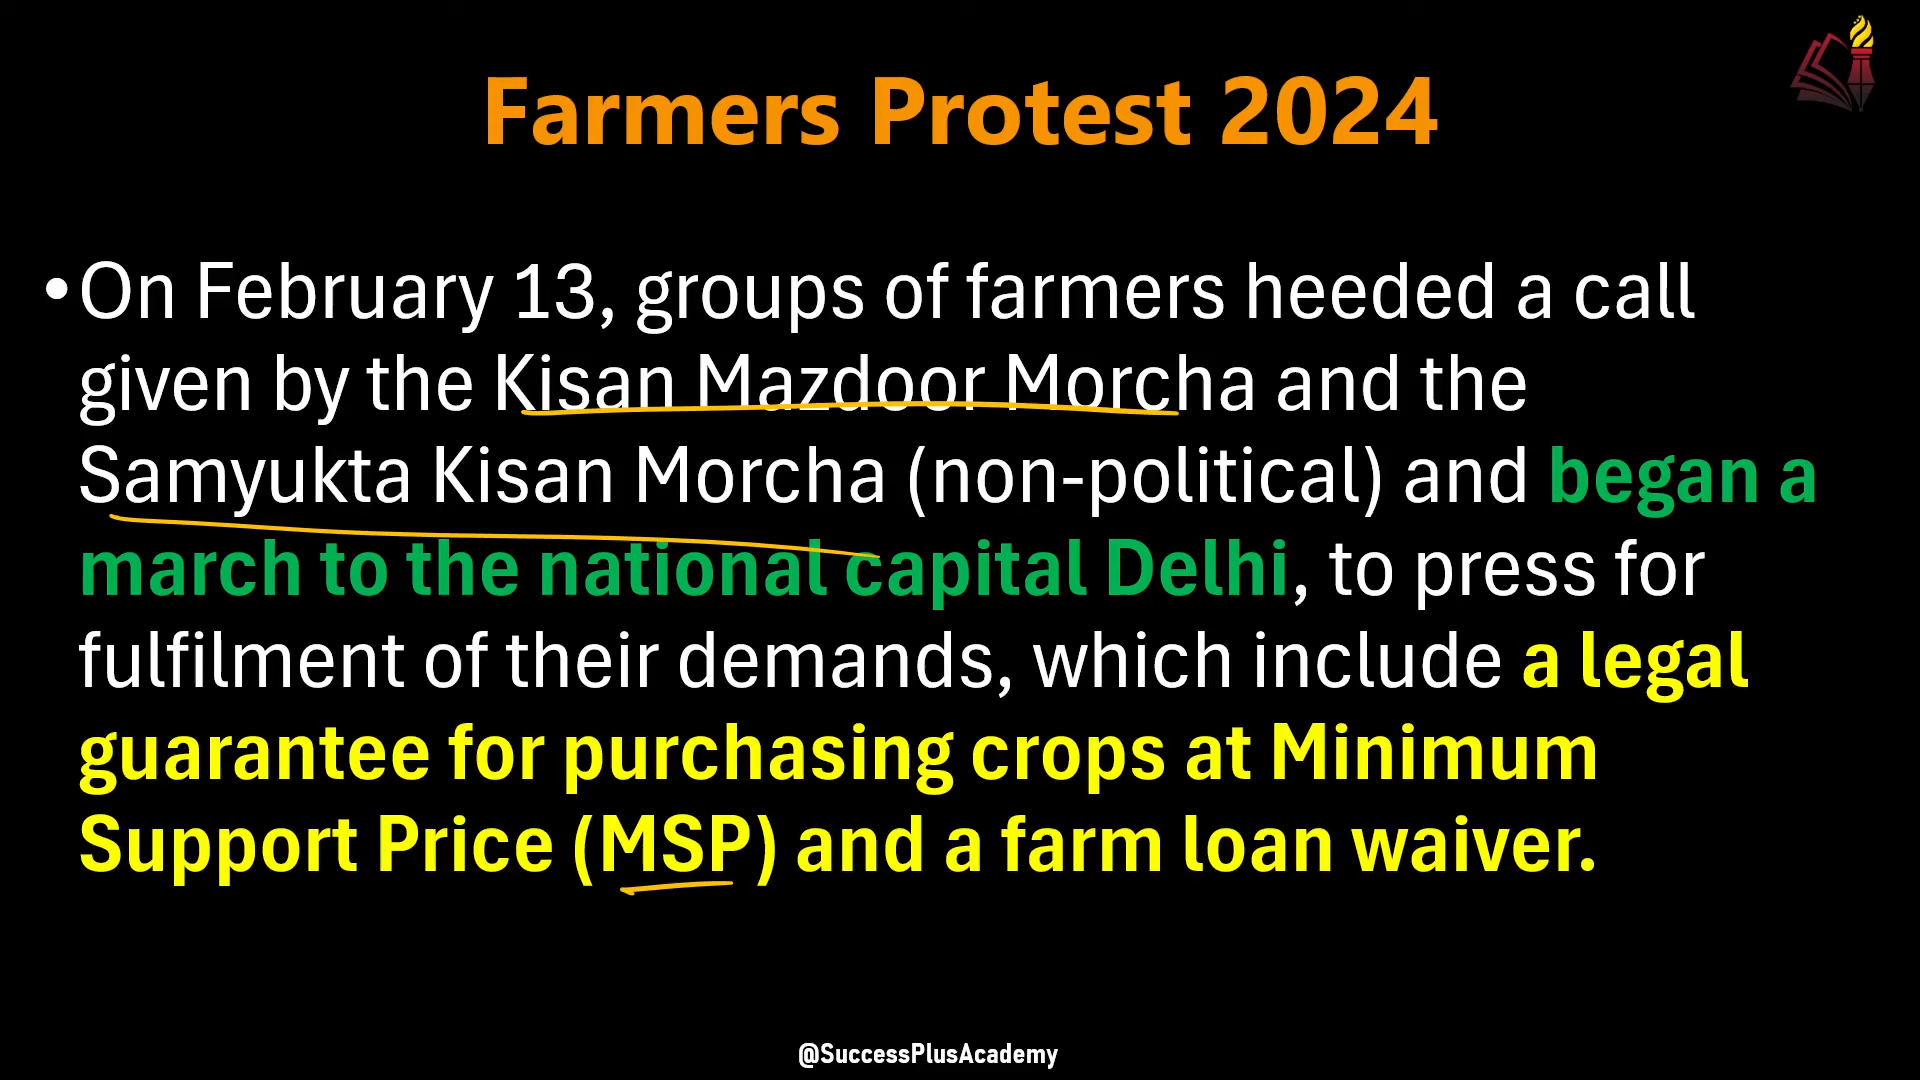 Farmers Protest 2024
•On February 13, groups of farmers heeded a call
given by the Kisan Mazdoor Morcha and the
Samyukta Kisan Morcha (non-political) and began a
march to the national capital Delhi, to press for
fulfilment of their demands, which include a legal
guarantee for purchasing crops at Minimum
Support Price (MSP) and a farm loan waiver.
@SuccessPlusAcademy